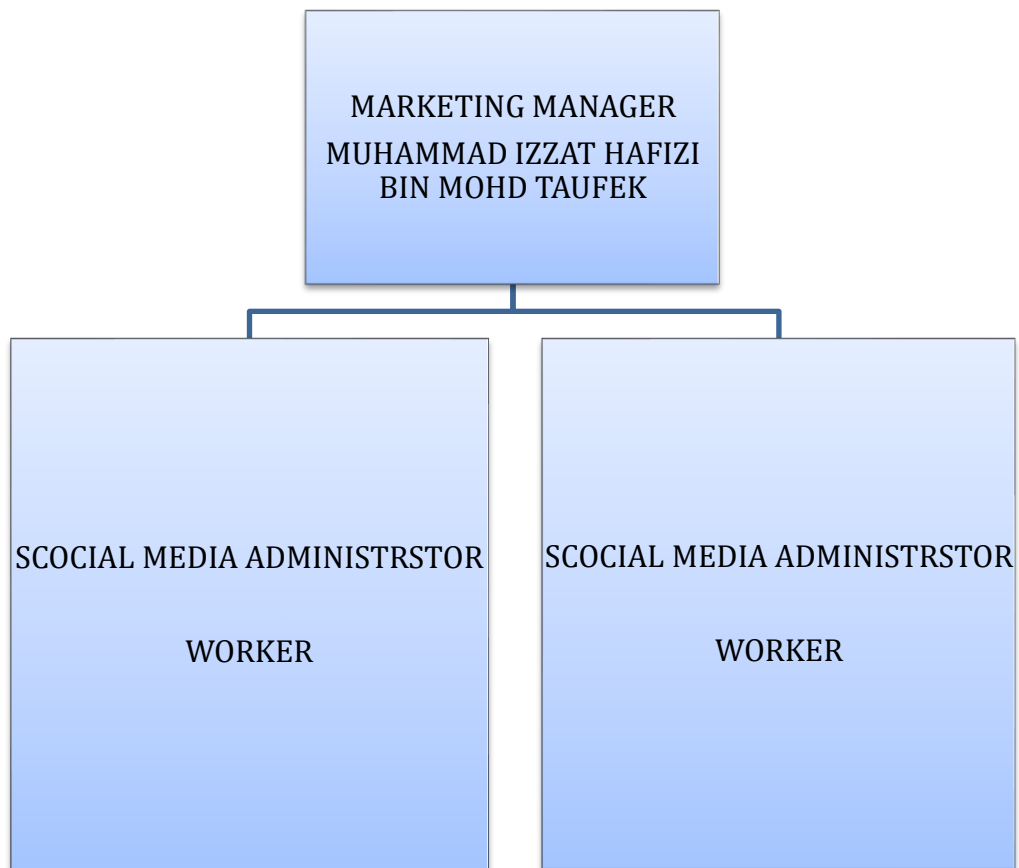 MARKETING MANAGER
MUHAMMAD IZZAT HAFIZI
BIN MOHD TAUFEK
SCOCIAL MEDIA ADMINISTRSTOR
WORKER
SCOCIAL MEDIA ADMINISTRSTOR
WORKER